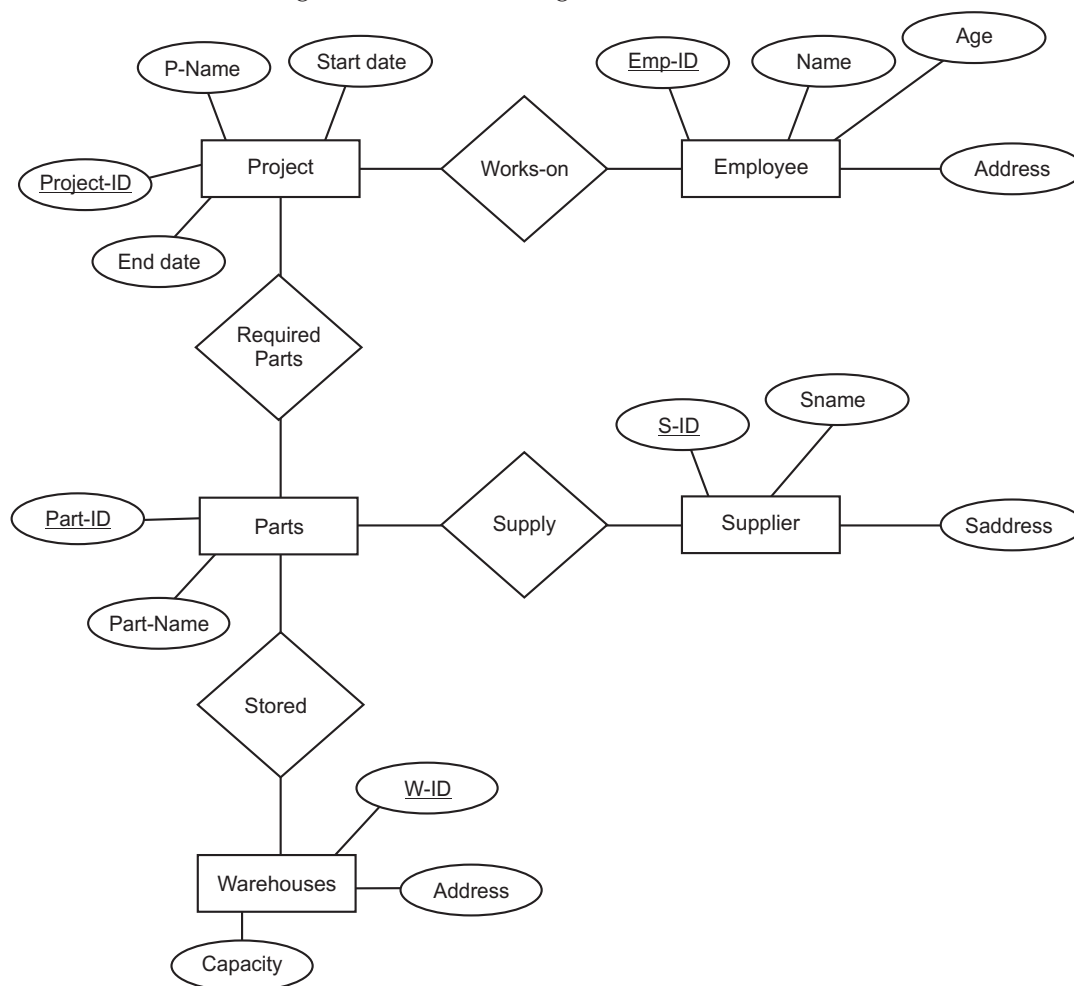 Age
P-Name
Start date
Emp-ID
Name
Project
Works-on
Employee
Address
Project-ID
End date
Required
Parts
S-ID
Sname
Part-ID
Parts
Supply
Supplier
Saddress
Part-Name
Stored
W-ID
Warehouses
Address
Capacity